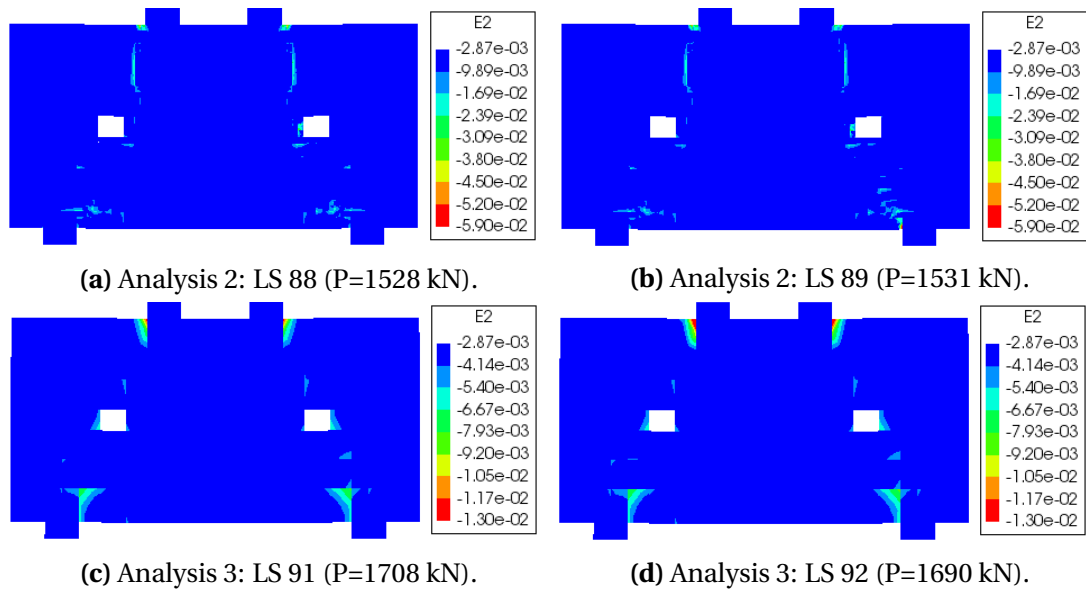 E2
-2.87e-03
-9.89e-03
-1.69e-02
-2.39e-02
-3.09e-02
-3.80e-02
-4.50e-02
-5.20e-02
-5.90e-02
E2
-2.87e-03
-9.89e-03
-1.69e-02
-2.39e-02
-3.09e-02
-3.80e-02
-4.50e-02
-5.20e-02
-5.90e-02
(a) Analysis 2: LS 88 (P=1528 kN).
(b) Analysis 2: LS 89 (P=1531 kN).
E2
-2.87e-03
-4.14e-03
-5.40e-03
-6.67e-03
-7.93e-03
-9.20e-03
-1.05e-02
-1.17e-02
-1.30e-02
E2
-2.87e-03
-4.14e-03
-5.40e-03
-6.67e-03
-7.93e-03
-9.20e-03
-1.05e-02
-1.17e-02
-1.30e-02
(c) Analysis 3: LS 91 (P=1708 kN).
(d) Analysis 3: LS 92 (P=1690 kN).